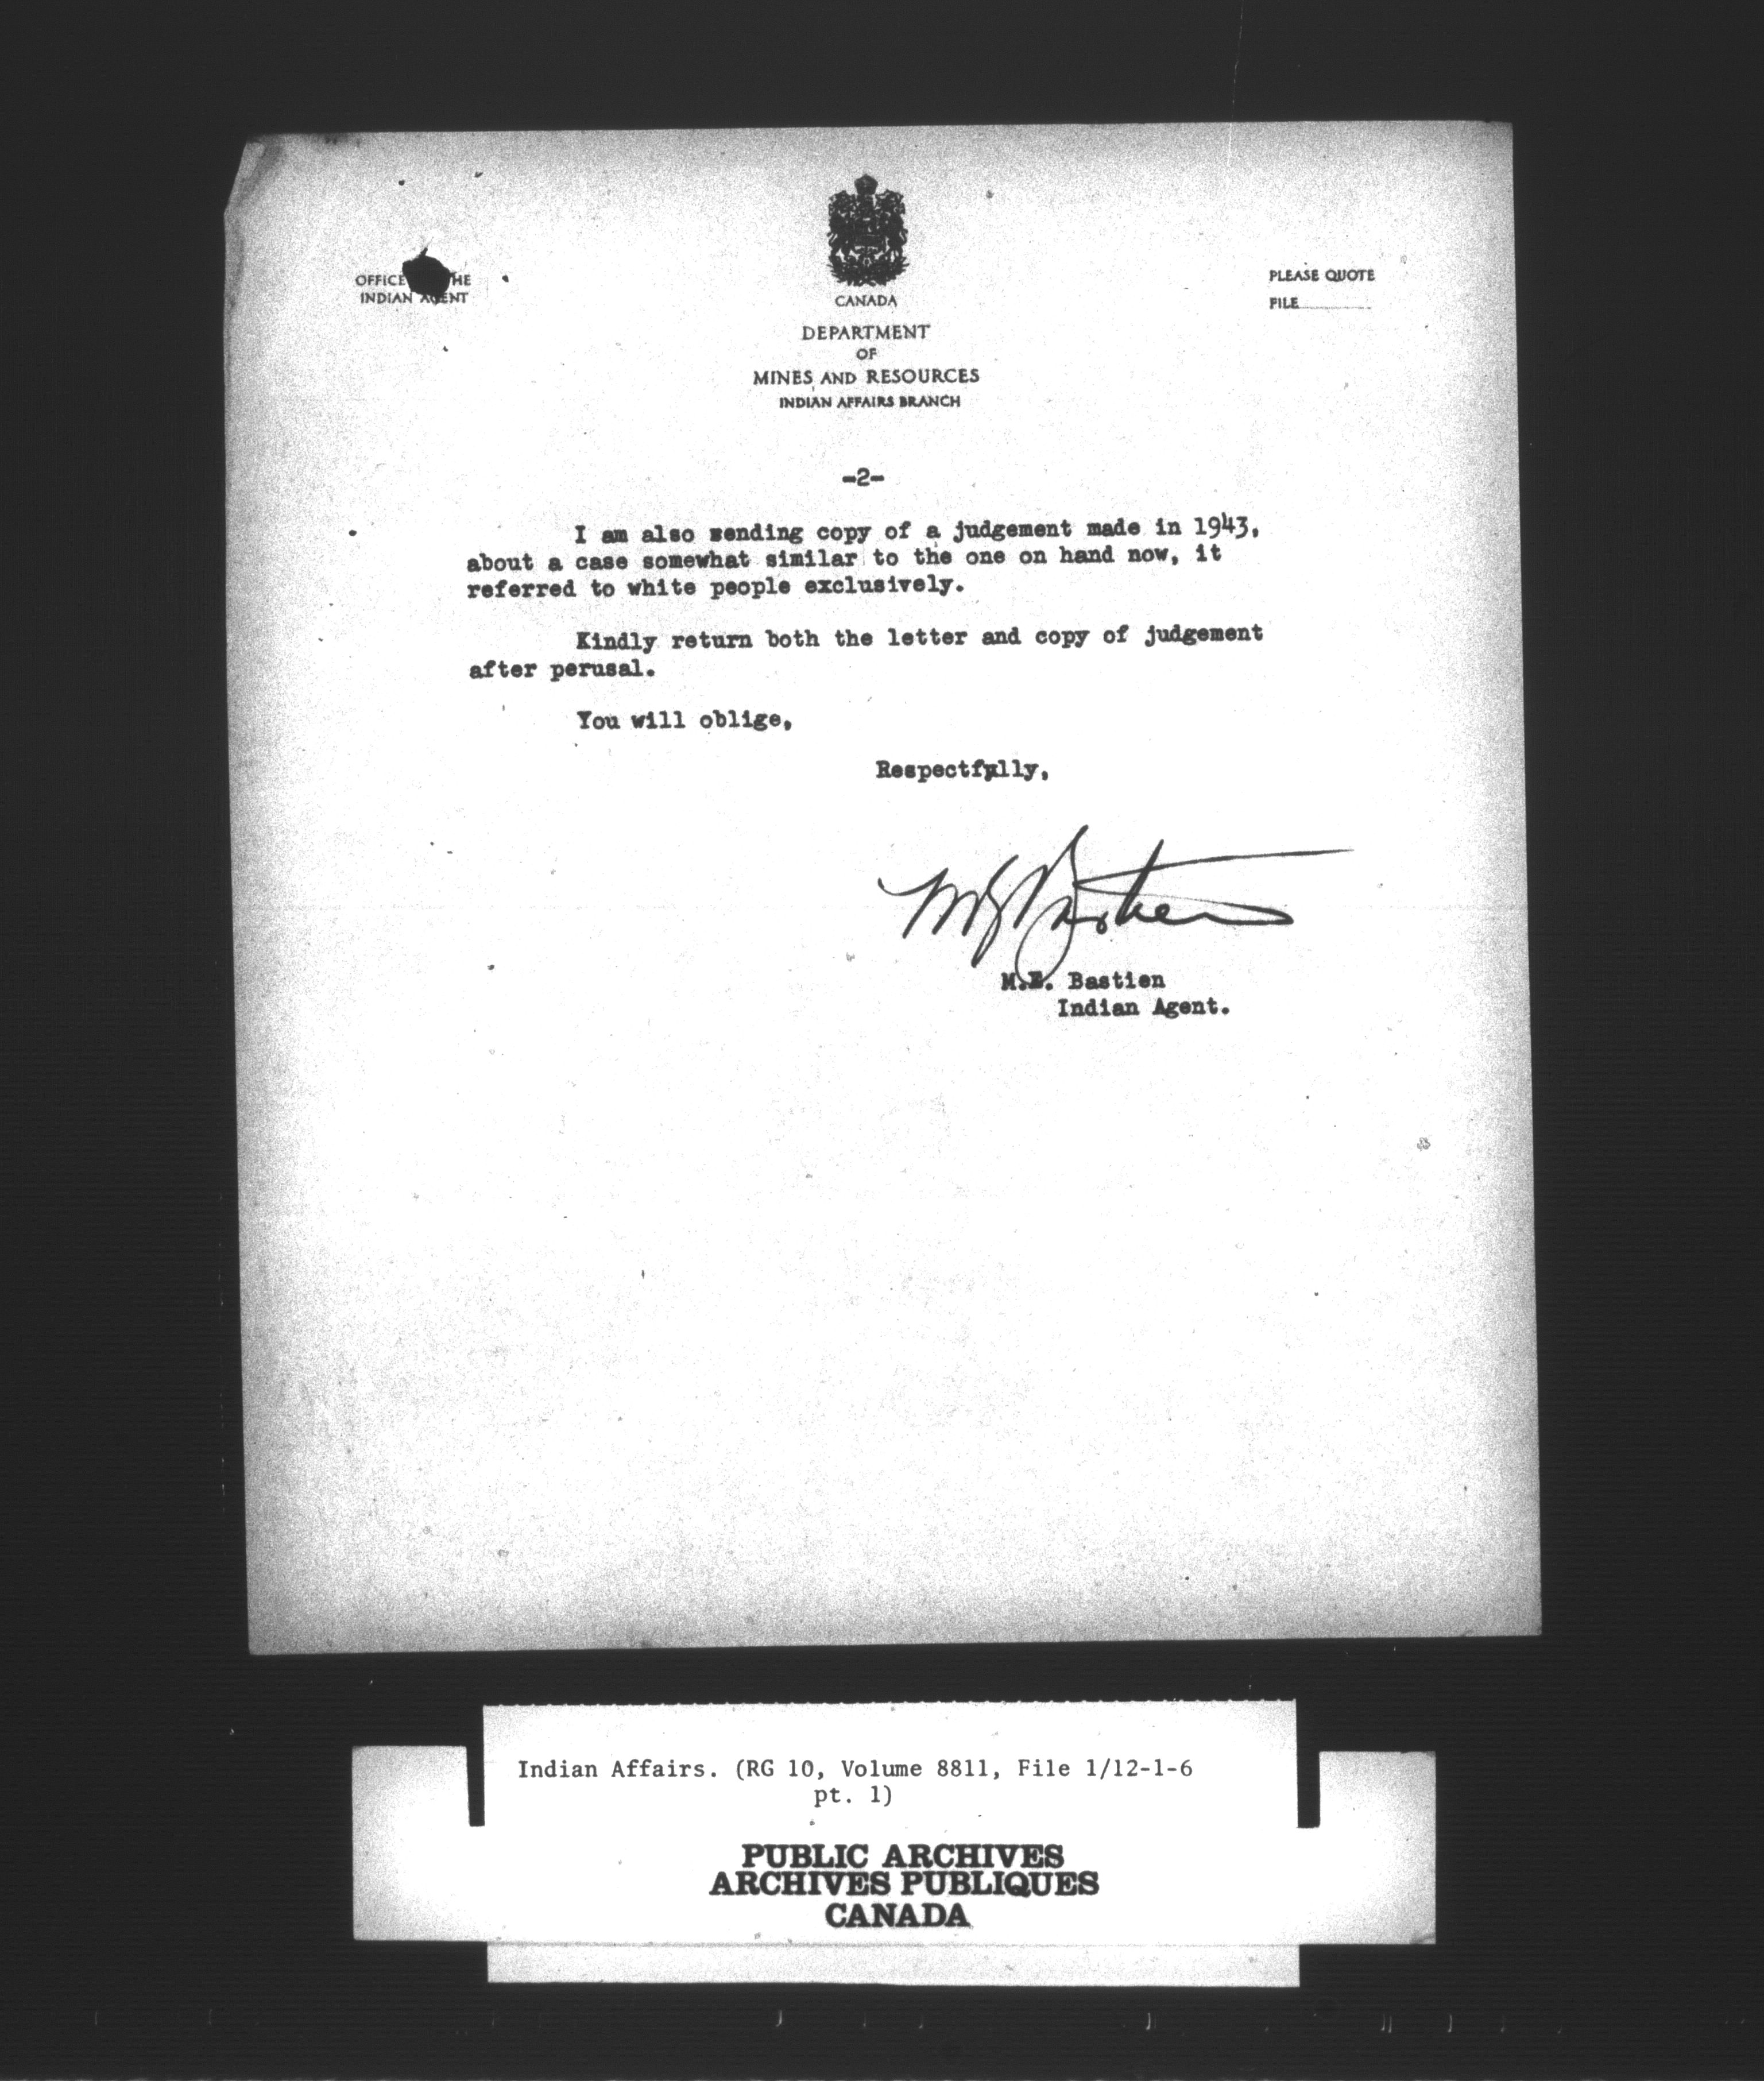 OFFICE THE
INDIAN AGENT
CANADA
DEPARTMENT
OF
MINES AND RESOURCES
INDIAN AFFAIRS BRANCH
PLEASE QUOTE
FILE
-2-
I am also sending copy of a judgement made in 1943,
about a case somewhat similar to the one on hand now, it
referred to white people exclusively.
Kindly return both the letter and copy of judgement
after perusal.
You will oblige,
Respectfully,
M E Bastien
M.E. Bastien
Indian Agent.
Indian Affairs. (RG 10, Volume 8811, File 1/12-1-6
pt. 1)
PUBLIC ARCHIVES
ARCHIVES PUBLIQUES
CANADA